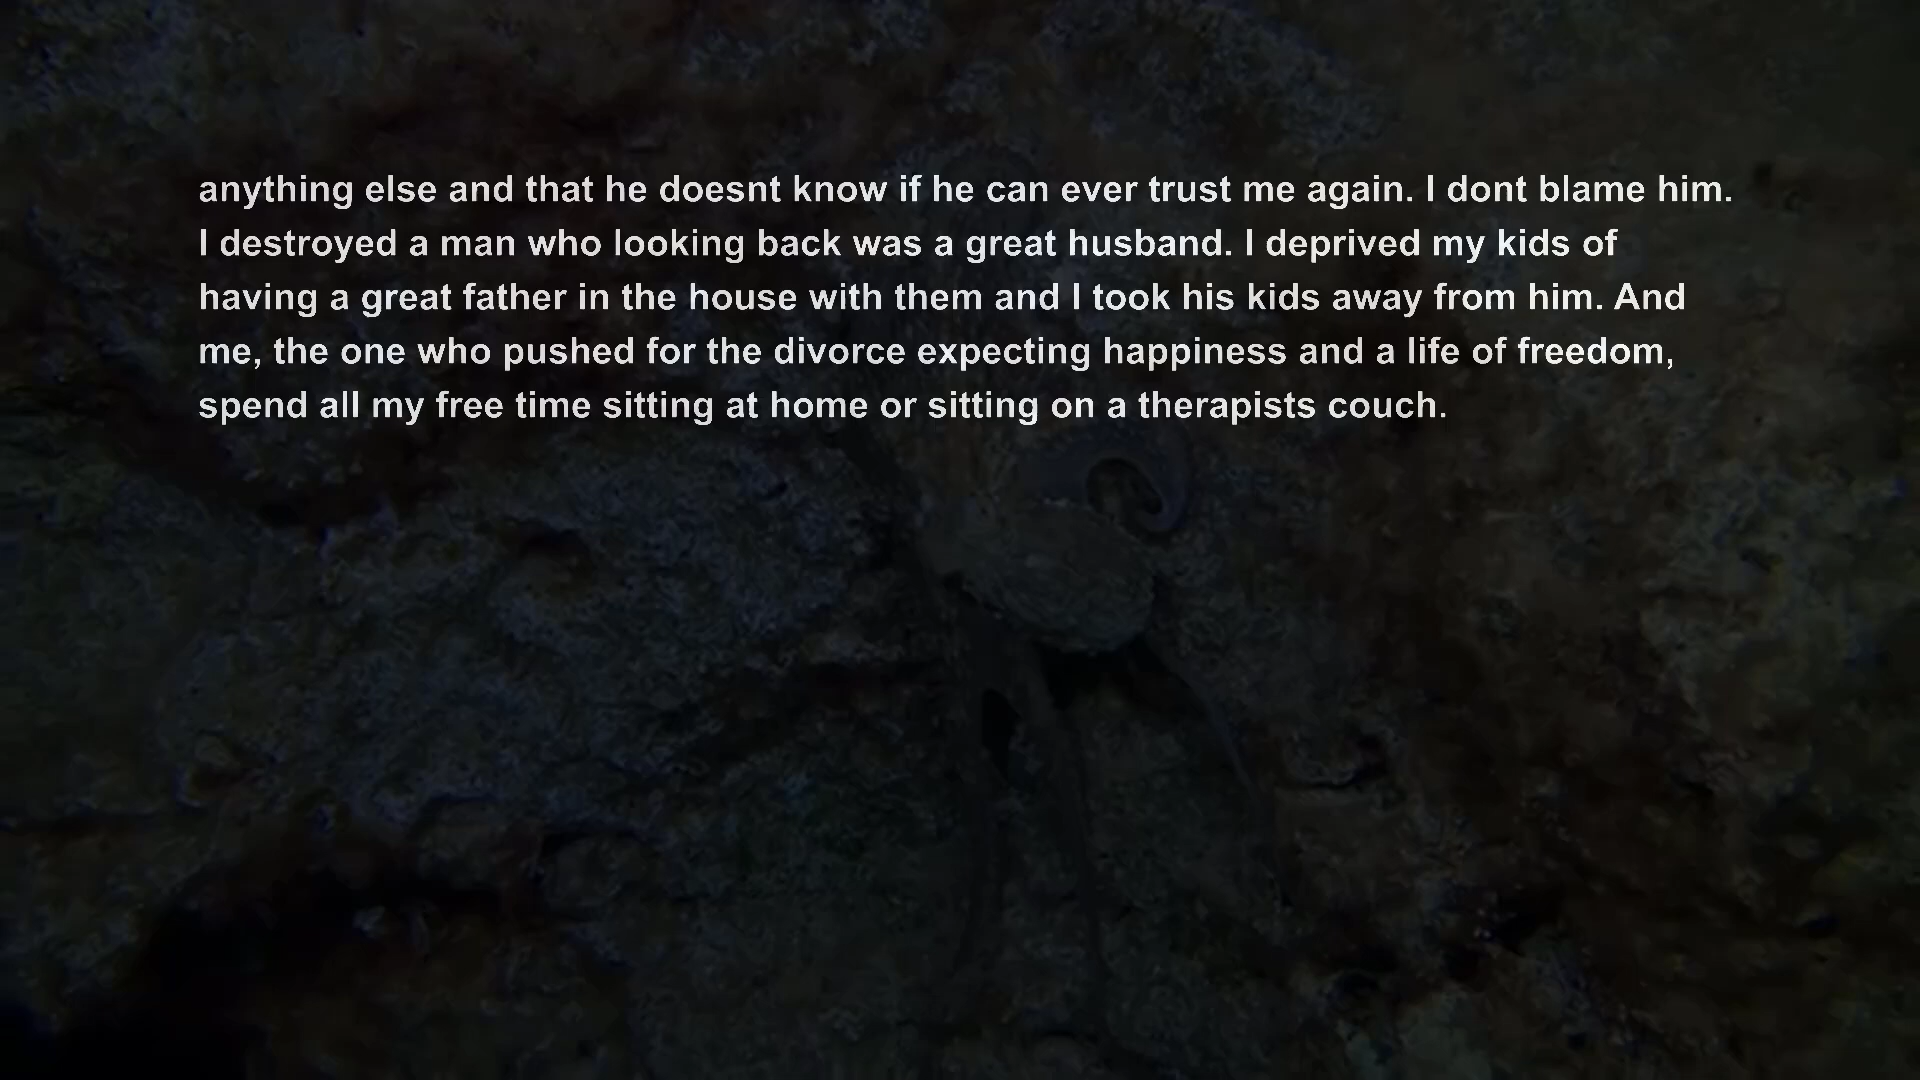 anything else and that he doesnt know if he can ever trust me again. I dont blame him.
I destroyed a man who looking back was a great husband. I deprived my kids of
having a great father in the house with them and I took his kids away from him. And
me, the one who pushed for the divorce expecting happiness and a life of freedom,
spend all my free time sitting at home or sitting on a therapists couch.